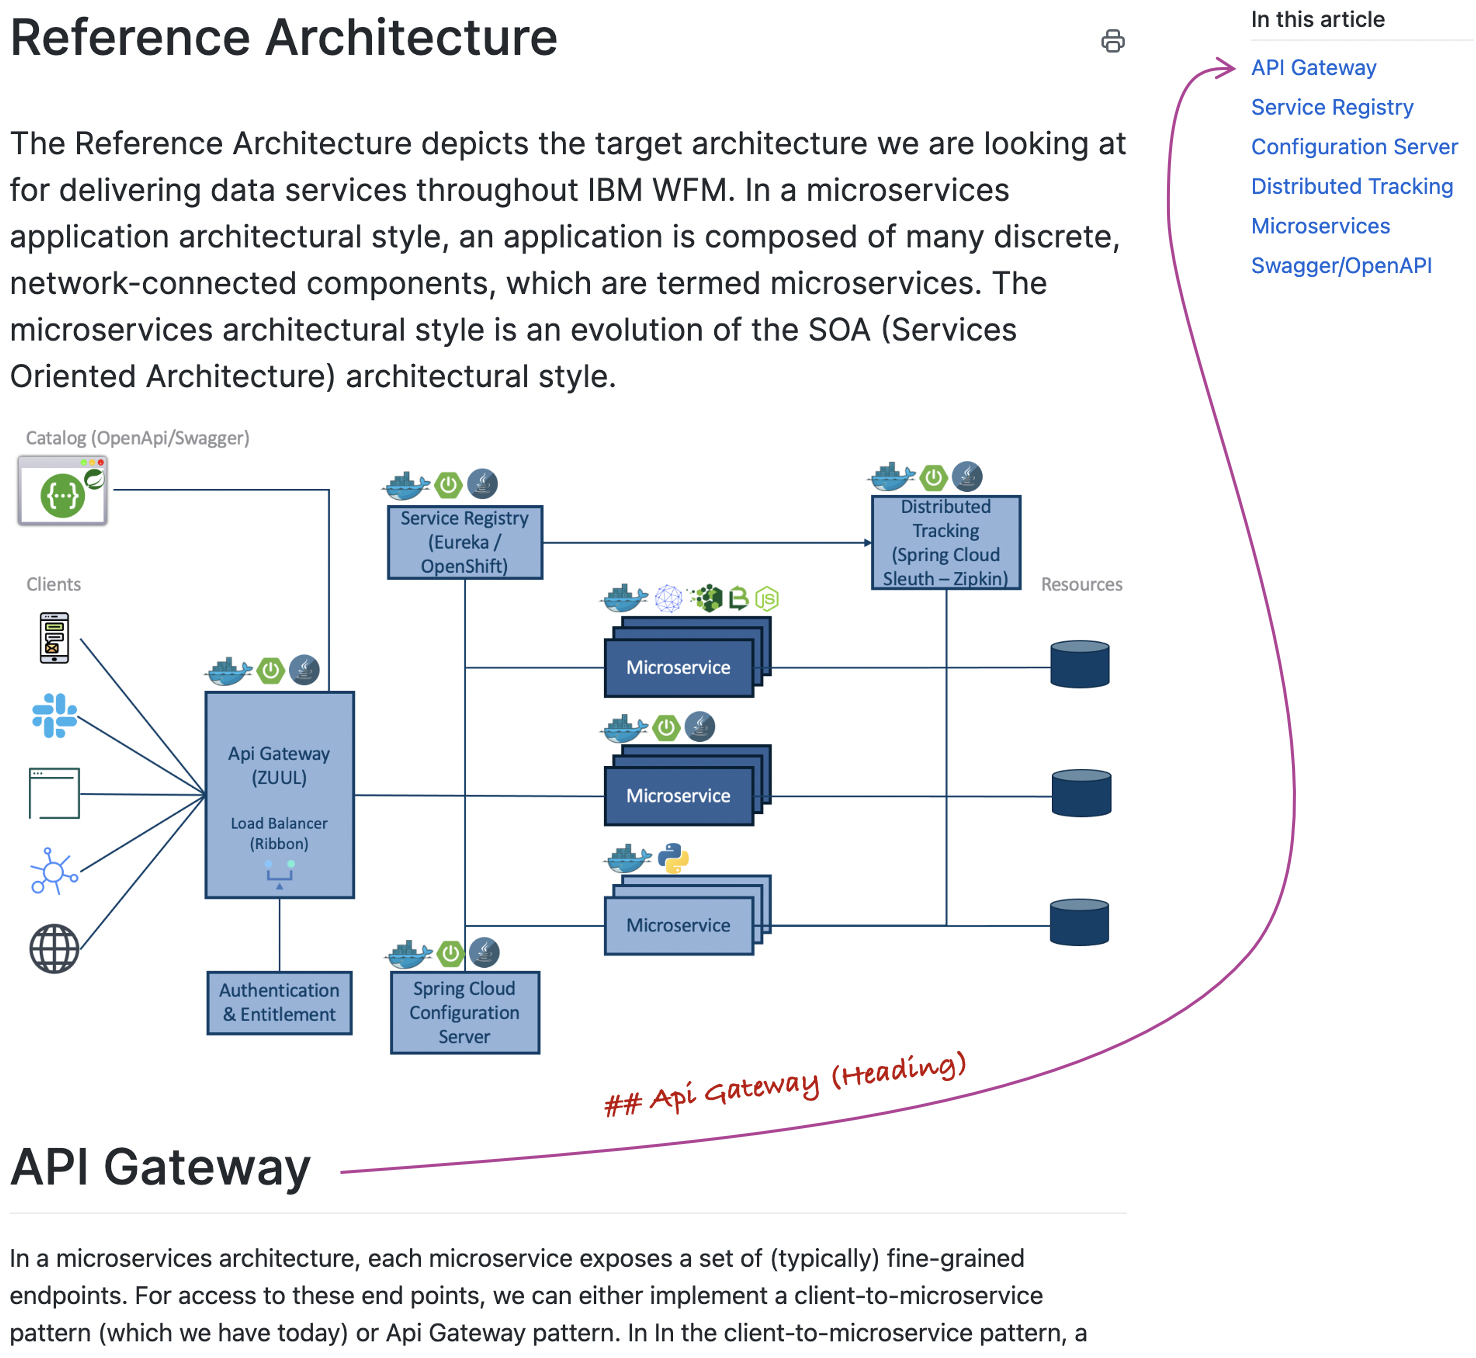 Reference Architecture
In this article
API Gateway
Service Registry
Configuration Server
Distributed Tracking
Microservices
Swagger/OpenAPI
The Reference Architecture depicts the target architecture we are looking at
for delivering data services throughout IBM WFM. In a microservices
application architectural style, an application is composed of many discrete,
network-connected components, which are termed microservices. The
microservices architectural style is an evolution of the SOA (Services
Oriented Architecture) architectural style.
Catalog (OpenApi/Swagger)
{···}
Service Registry
(Eureka /
OpenShift)
Distributed
Tracking
(Spring Cloud
Sleuth – Zipkin)
Clients
Resources
JS
Microservice
Api Gateway
(ZUUL)
Load Balancer
(Ribbon)
Microservice
Microservice
Authentication
& Entitlement
Spring Cloud
Configuration
Server
## Api Gateway (Heading)
API Gateway
In a microservices architecture, each microservice exposes a set of (typically) fine-grained
endpoints. For access to these end points, we can either implement a client-to-microservice
pattern (which we have today) or Api Gateway pattern. In In the client-to-microservice pattern, a